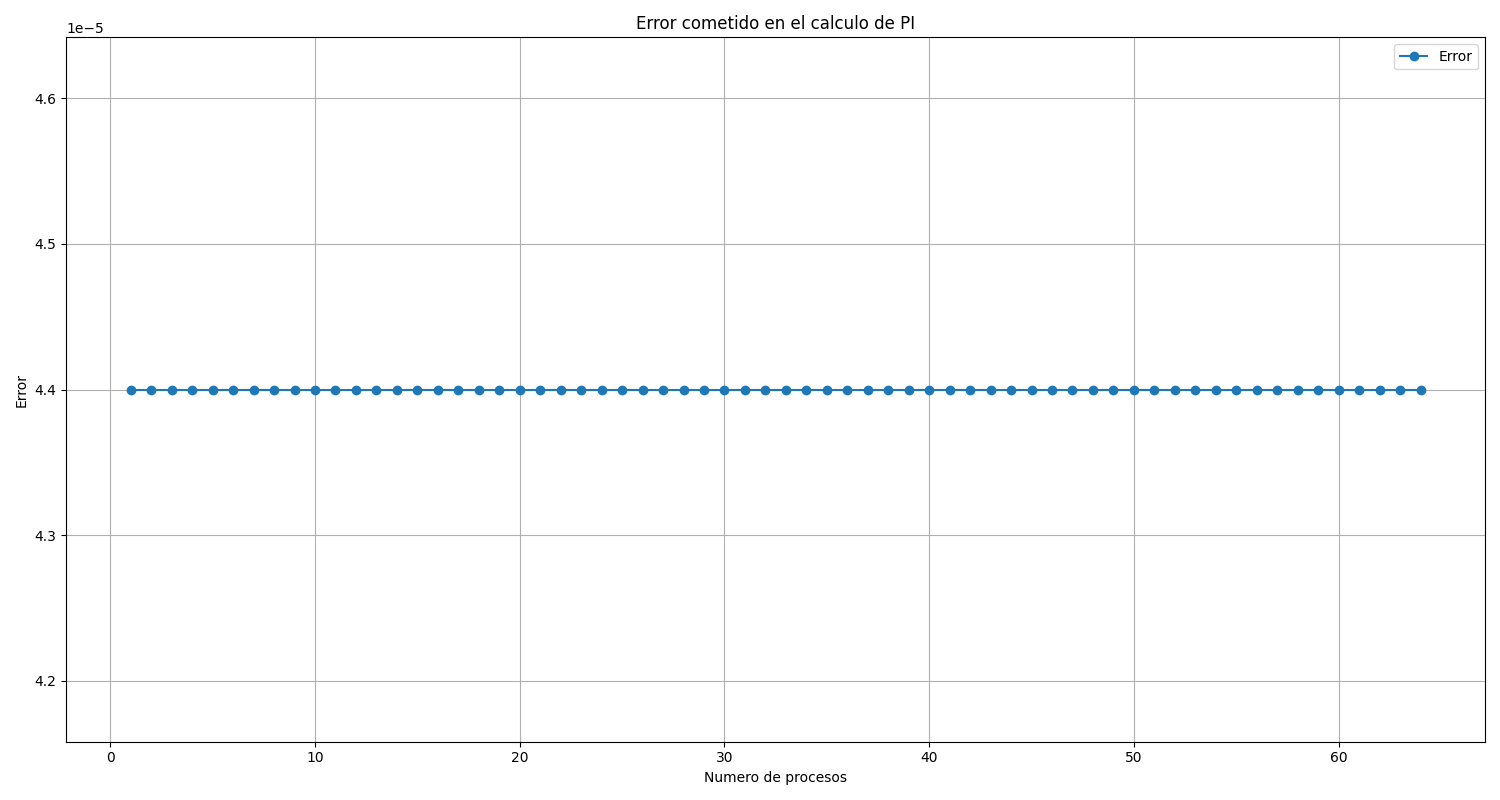 Error cometido en el calculo de PI
1e−5
Error
4.6
4.5
4.4
4.3
4.2
Error
0 10 20 30 40 50 60
Numero de procesos